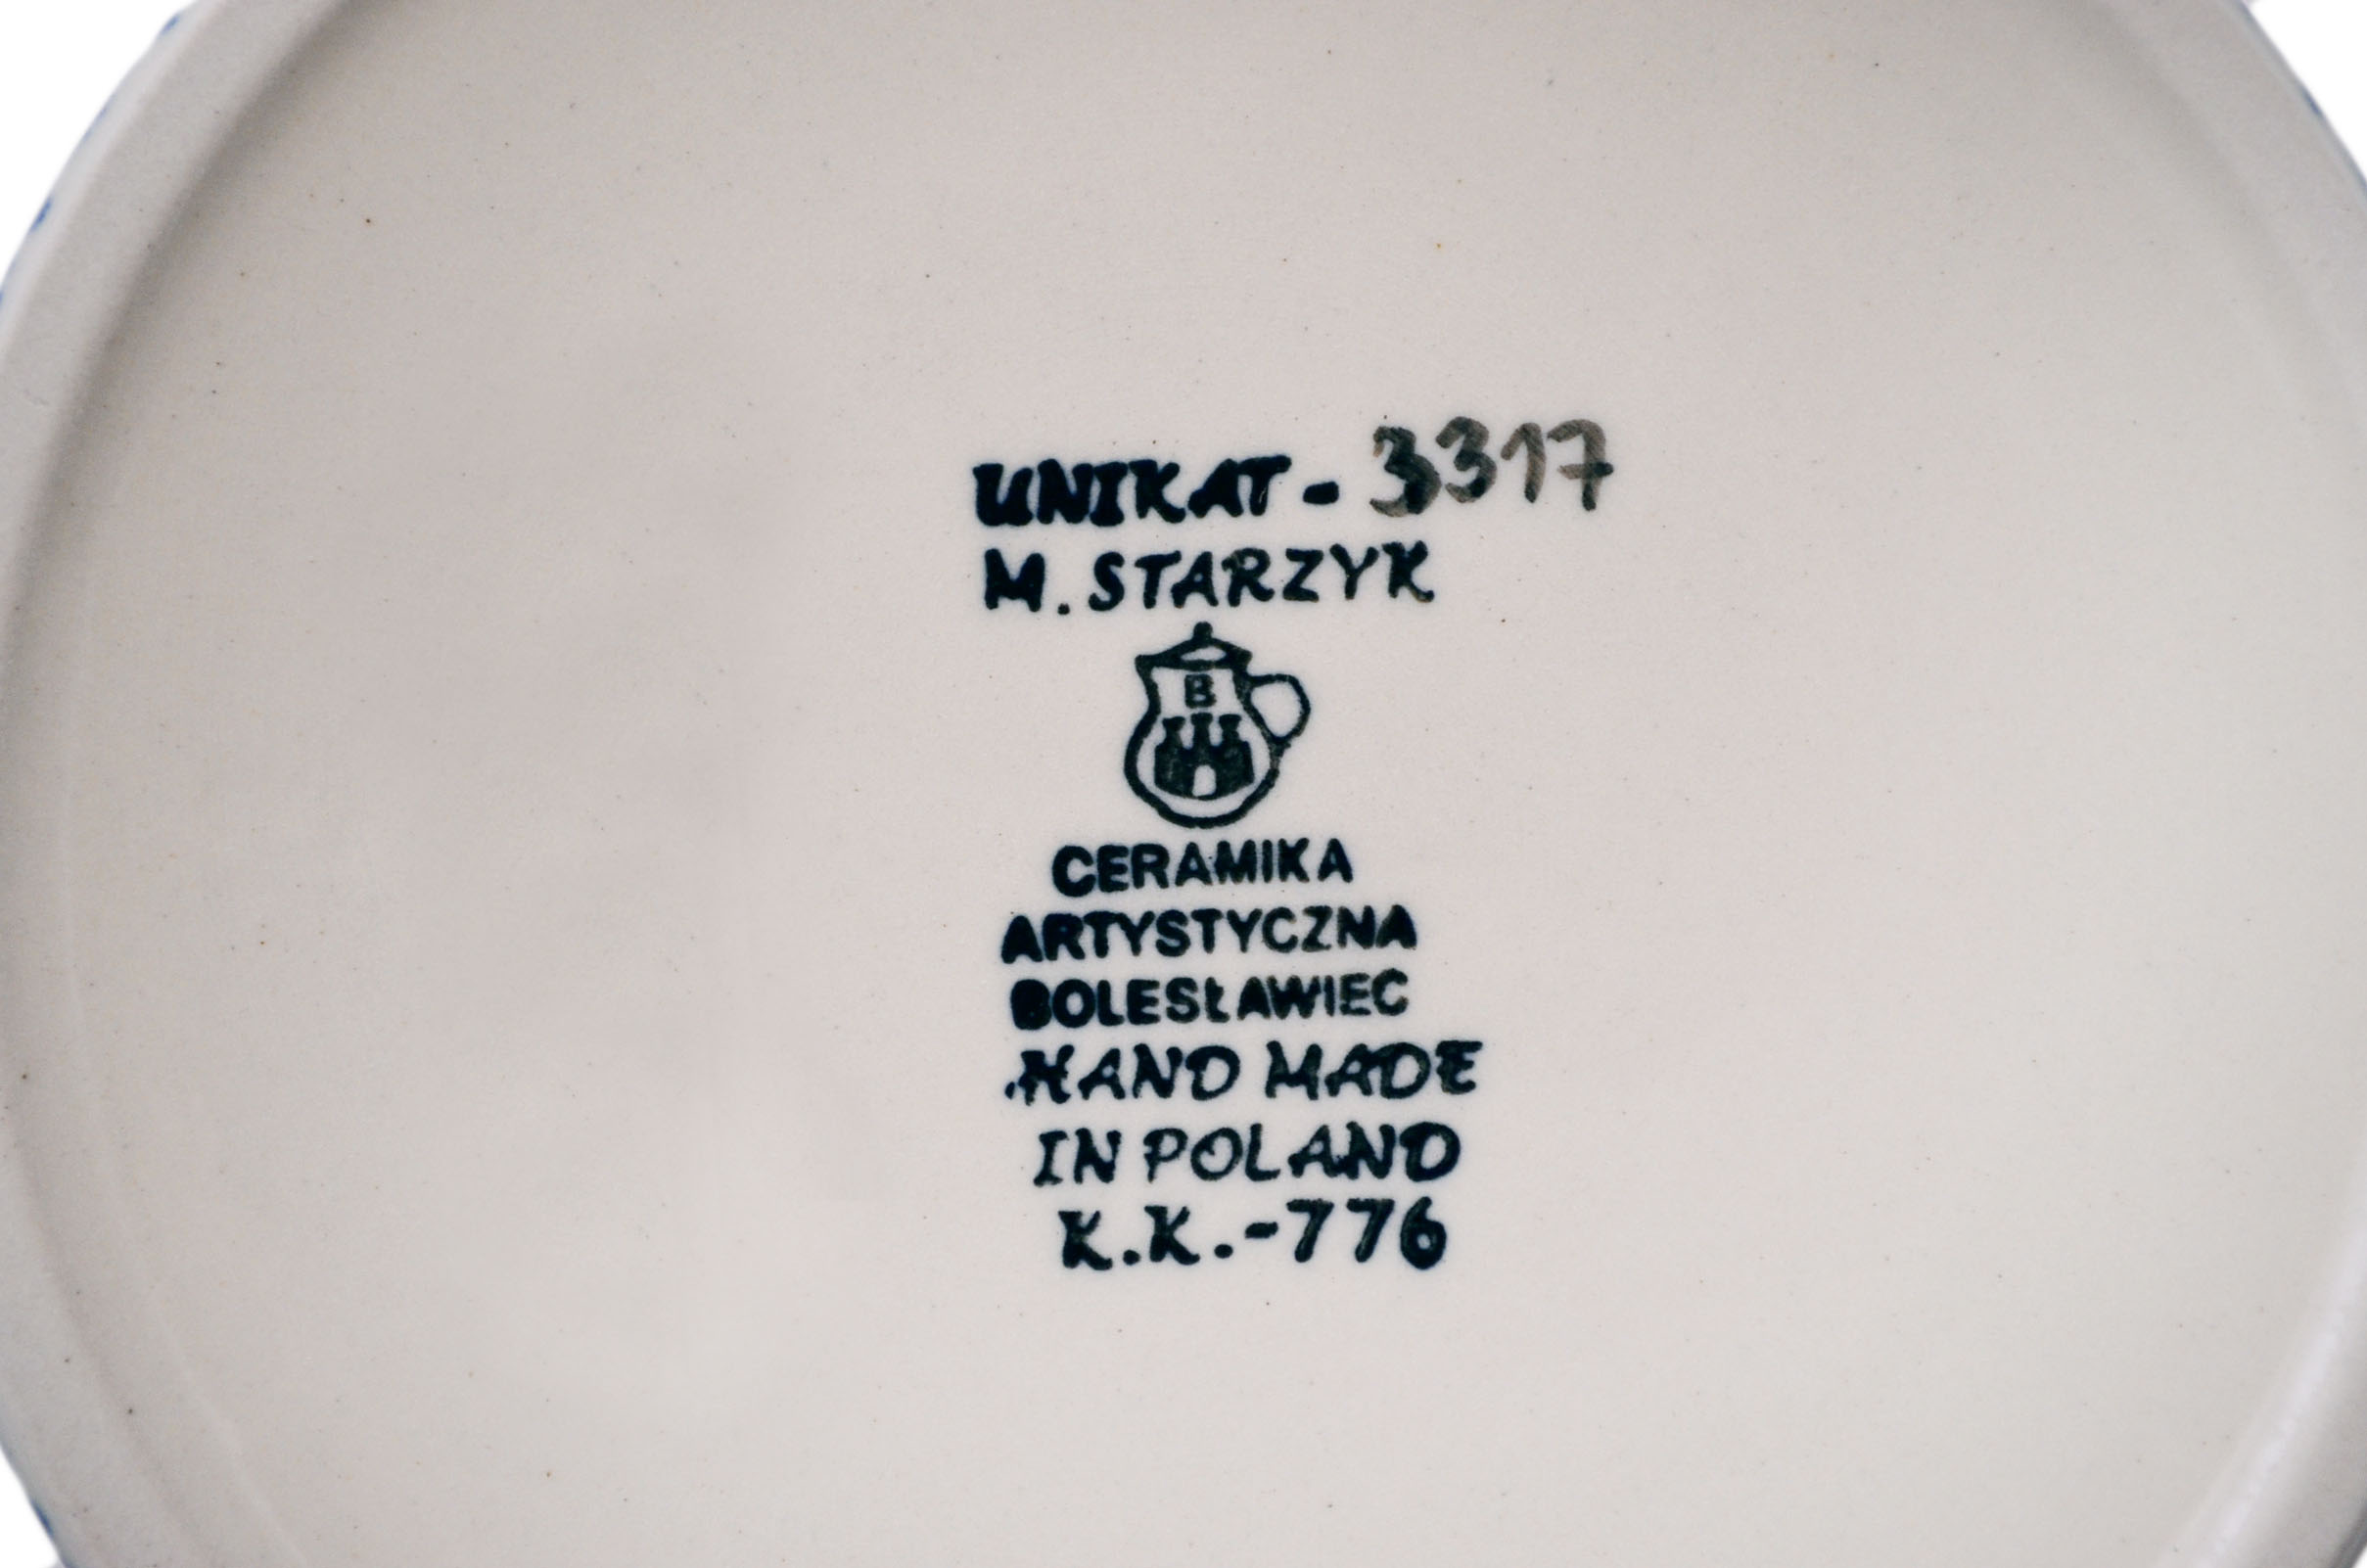 UNIKAT - 3317
M. STARZYK
B
CERAMIKA
ARTYSTYCZNA
BOLESŁAWIEC
HAND MADE
IN POLAND
K.K.-776